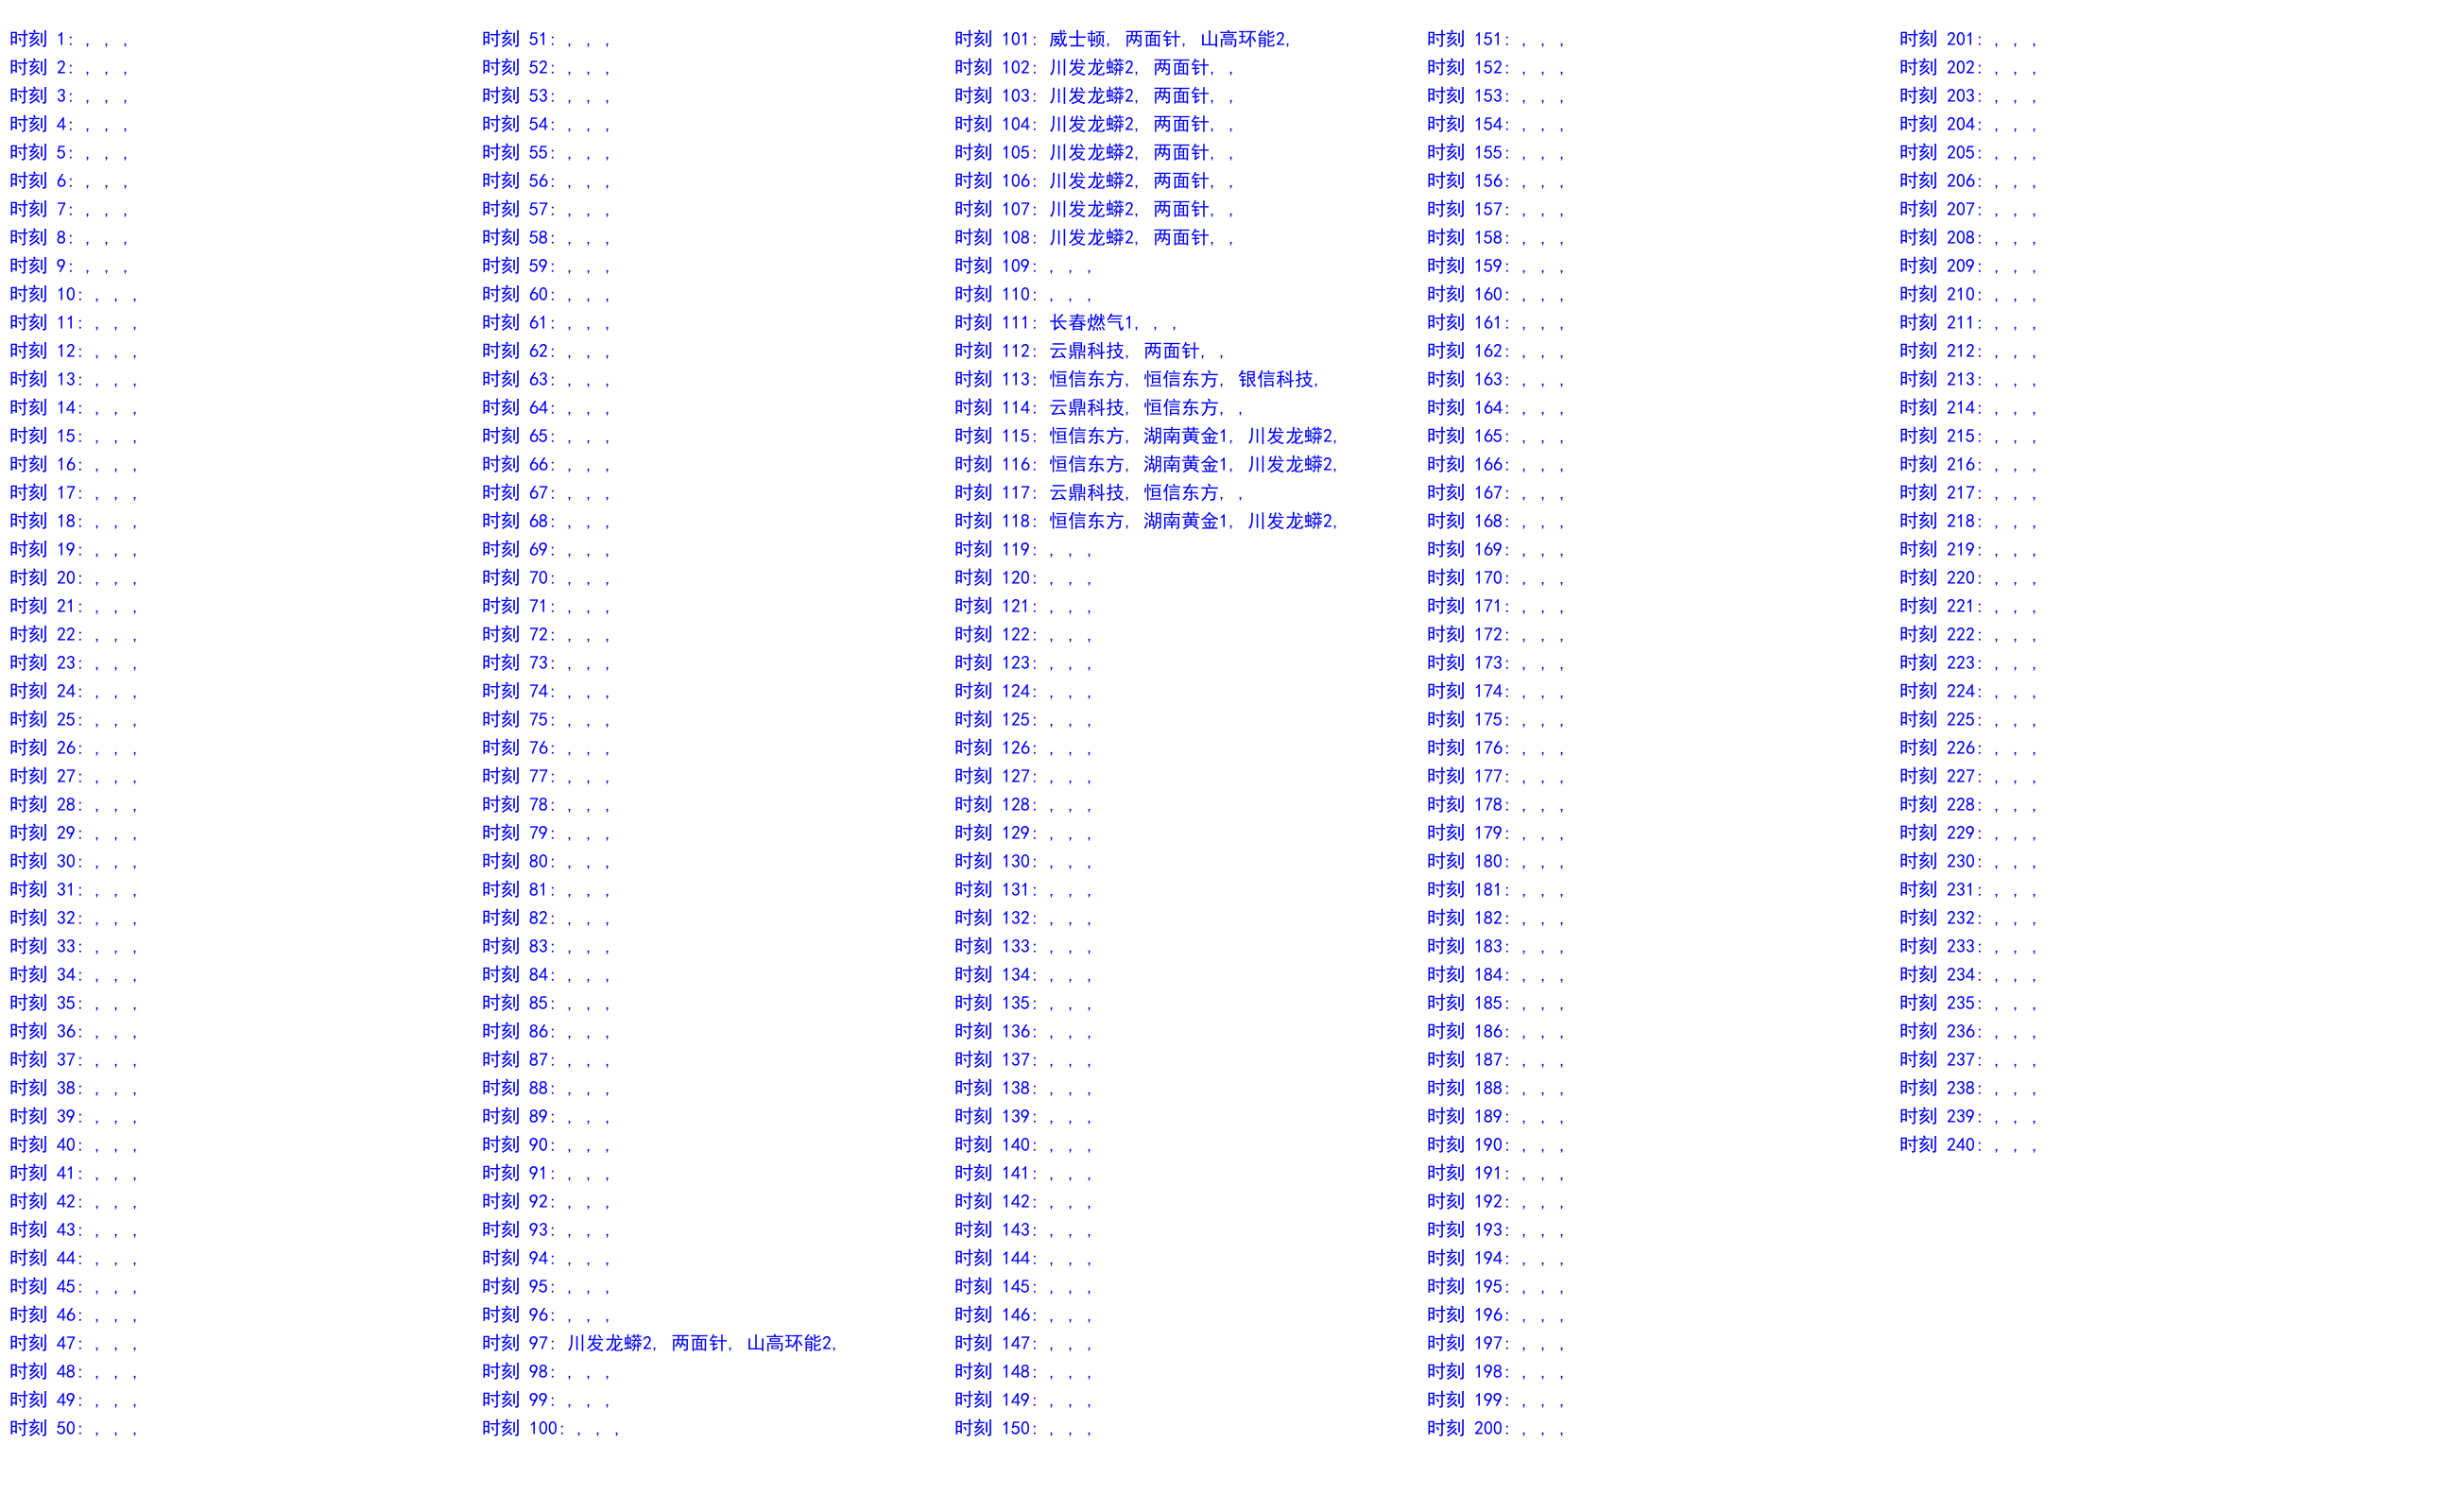 时刻 1: , , ,
时刻 2: , , ,
时刻 3: , , ,
时刻 4: , , ,
时刻 5: , , ,
时刻 6: , , ,
时刻 7: , , ,
时刻 8: , , ,
时刻 9: , , ,
时刻 10: , , ,
时刻 11: , , ,
时刻 12: , , ,
时刻 13: , , ,
时刻 14: , , ,
时刻 15: , , ,
时刻 16: , , ,
时刻 17: , , ,
时刻 18: , , ,
时刻 19: , , ,
时刻 20: , , ,
时刻 21: , , ,
时刻 22: , , ,
时刻 23: , , ,
时刻 24: , , ,
时刻 25: , , ,
时刻 26: , , ,
时刻 27: , , ,
时刻 28: , , ,
时刻 29: , , ,
时刻 30: , , ,
时刻 31: , , ,
时刻 32: , , ,
时刻 33: , , ,
时刻 34: , , ,
时刻 35: , , ,
时刻 36: , , ,
时刻 37: , , ,
时刻 38: , , ,
时刻 39: , , ,
时刻 40: , , ,
时刻 41: , , ,
时刻 42: , , ,
时刻 43: , , ,
时刻 44: , , ,
时刻 45: , , ,
时刻 46: , , ,
时刻 47: , , ,
时刻 48: , , ,
时刻 49: , , ,
时刻 50: , , ,
时刻 51: , , ,
时刻 52: , , ,
时刻 53: , , ,
时刻 54: , , ,
时刻 55: , , ,
时刻 56: , , ,
时刻 57: , , ,
时刻 58: , , ,
时刻 59: , , ,
时刻 60: , , ,
时刻 61: , , ,
时刻 62: , , ,
时刻 63: , , ,
时刻 64: , , ,
时刻 65: , , ,
时刻 66: , , ,
时刻 67: , , ,
时刻 68: , , ,
时刻 69: , , ,
时刻 70: , , ,
时刻 71: , , ,
时刻 72: , , ,
时刻 73: , , ,
时刻 74: , , ,
时刻 75: , , ,
时刻 76: , , ,
时刻 77: , , ,
时刻 78: , , ,
时刻 79: , , ,
时刻 80: , , ,
时刻 81: , , ,
时刻 82: , , ,
时刻 83: , , ,
时刻 84: , , ,
时刻 85: , , ,
时刻 86: , , ,
时刻 87: , , ,
时刻 88: , , ,
时刻 89: , , ,
时刻 90: , , ,
时刻 91: , , ,
时刻 92: , , ,
时刻 93: , , ,
时刻 94: , , ,
时刻 95: , , ,
时刻 96: , , ,
时刻 97: 川发龙蟒2, 两面针, 山高环能2,
时刻 98: , , ,
时刻 99: , , ,
时刻 100: , , ,
时刻 101: 威士顿, 两面针, 山高环能2,
时刻 102: 川发龙蟒2, 两面针, ,
时刻 103: 川发龙蟒2, 两面针, ,
时刻 104: 川发龙蟒2, 两面针, ,
时刻 105: 川发龙蟒2, 两面针, ,
时刻 106: 川发龙蟒2, 两面针, ,
时刻 107: 川发龙蟒2, 两面针, ,
时刻 108: 川发龙蟒2, 两面针, ,
时刻 109: , , ,
时刻 110: , , ,
时刻 111: 长春燃气1, , ,
时刻 112: 云鼎科技, 两面针, ,
时刻 113: 恒信东方, 恒信东方, 银信科技,
时刻 114: 云鼎科技, 恒信东方, ,
时刻 115: 恒信东方, 湖南黄金1, 川发龙蟒2,
时刻 116: 恒信东方, 湖南黄金1, 川发龙蟒2,
时刻 117: 云鼎科技, 恒信东方, ,
时刻 118: 恒信东方, 湖南黄金1, 川发龙蟒2,
时刻 119: , , ,
时刻 120: , , ,
时刻 121: , , ,
时刻 122: , , ,
时刻 123: , , ,
时刻 124: , , ,
时刻 125: , , ,
时刻 126: , , ,
时刻 127: , , ,
时刻 128: , , ,
时刻 129: , , ,
时刻 130: , , ,
时刻 131: , , ,
时刻 132: , , ,
时刻 133: , , ,
时刻 134: , , ,
时刻 135: , , ,
时刻 136: , , ,
时刻 137: , , ,
时刻 138: , , ,
时刻 139: , , ,
时刻 140: , , ,
时刻 141: , , ,
时刻 142: , , ,
时刻 143: , , ,
时刻 144: , , ,
时刻 145: , , ,
时刻 146: , , ,
时刻 147: , , ,
时刻 148: , , ,
时刻 149: , , ,
时刻 150: , , ,
时刻 151: , , ,
时刻 152: , , ,
时刻 153: , , ,
时刻 154: , , ,
时刻 155: , , ,
时刻 156: , , ,
时刻 157: , , ,
时刻 158: , , ,
时刻 159: , , ,
时刻 160: , , ,
时刻 161: , , ,
时刻 162: , , ,
时刻 163: , , ,
时刻 164: , , ,
时刻 165: , , ,
时刻 166: , , ,
时刻 167: , , ,
时刻 168: , , ,
时刻 169: , , ,
时刻 170: , , ,
时刻 171: , , ,
时刻 172: , , ,
时刻 173: , , ,
时刻 174: , , ,
时刻 175: , , ,
时刻 176: , , ,
时刻 177: , , ,
时刻 178: , , ,
时刻 179: , , ,
时刻 180: , , ,
时刻 181: , , ,
时刻 182: , , ,
时刻 183: , , ,
时刻 184: , , ,
时刻 185: , , ,
时刻 186: , , ,
时刻 187: , , ,
时刻 188: , , ,
时刻 189: , , ,
时刻 190: , , ,
时刻 191: , , ,
时刻 192: , , ,
时刻 193: , , ,
时刻 194: , , ,
时刻 195: , , ,
时刻 196: , , ,
时刻 197: , , ,
时刻 198: , , ,
时刻 199: , , ,
时刻 200: , , ,
时刻 201: , , ,
时刻 202: , , ,
时刻 203: , , ,
时刻 204: , , ,
时刻 205: , , ,
时刻 206: , , ,
时刻 207: , , ,
时刻 208: , , ,
时刻 209: , , ,
时刻 210: , , ,
时刻 211: , , ,
时刻 212: , , ,
时刻 213: , , ,
时刻 214: , , ,
时刻 215: , , ,
时刻 216: , , ,
时刻 217: , , ,
时刻 218: , , ,
时刻 219: , , ,
时刻 220: , , ,
时刻 221: , , ,
时刻 222: , , ,
时刻 223: , , ,
时刻 224: , , ,
时刻 225: , , ,
时刻 226: , , ,
时刻 227: , , ,
时刻 228: , , ,
时刻 229: , , ,
时刻 230: , , ,
时刻 231: , , ,
时刻 232: , , ,
时刻 233: , , ,
时刻 234: , , ,
时刻 235: , , ,
时刻 236: , , ,
时刻 237: , , ,
时刻 238: , , ,
时刻 239: , , ,
时刻 240: , , ,